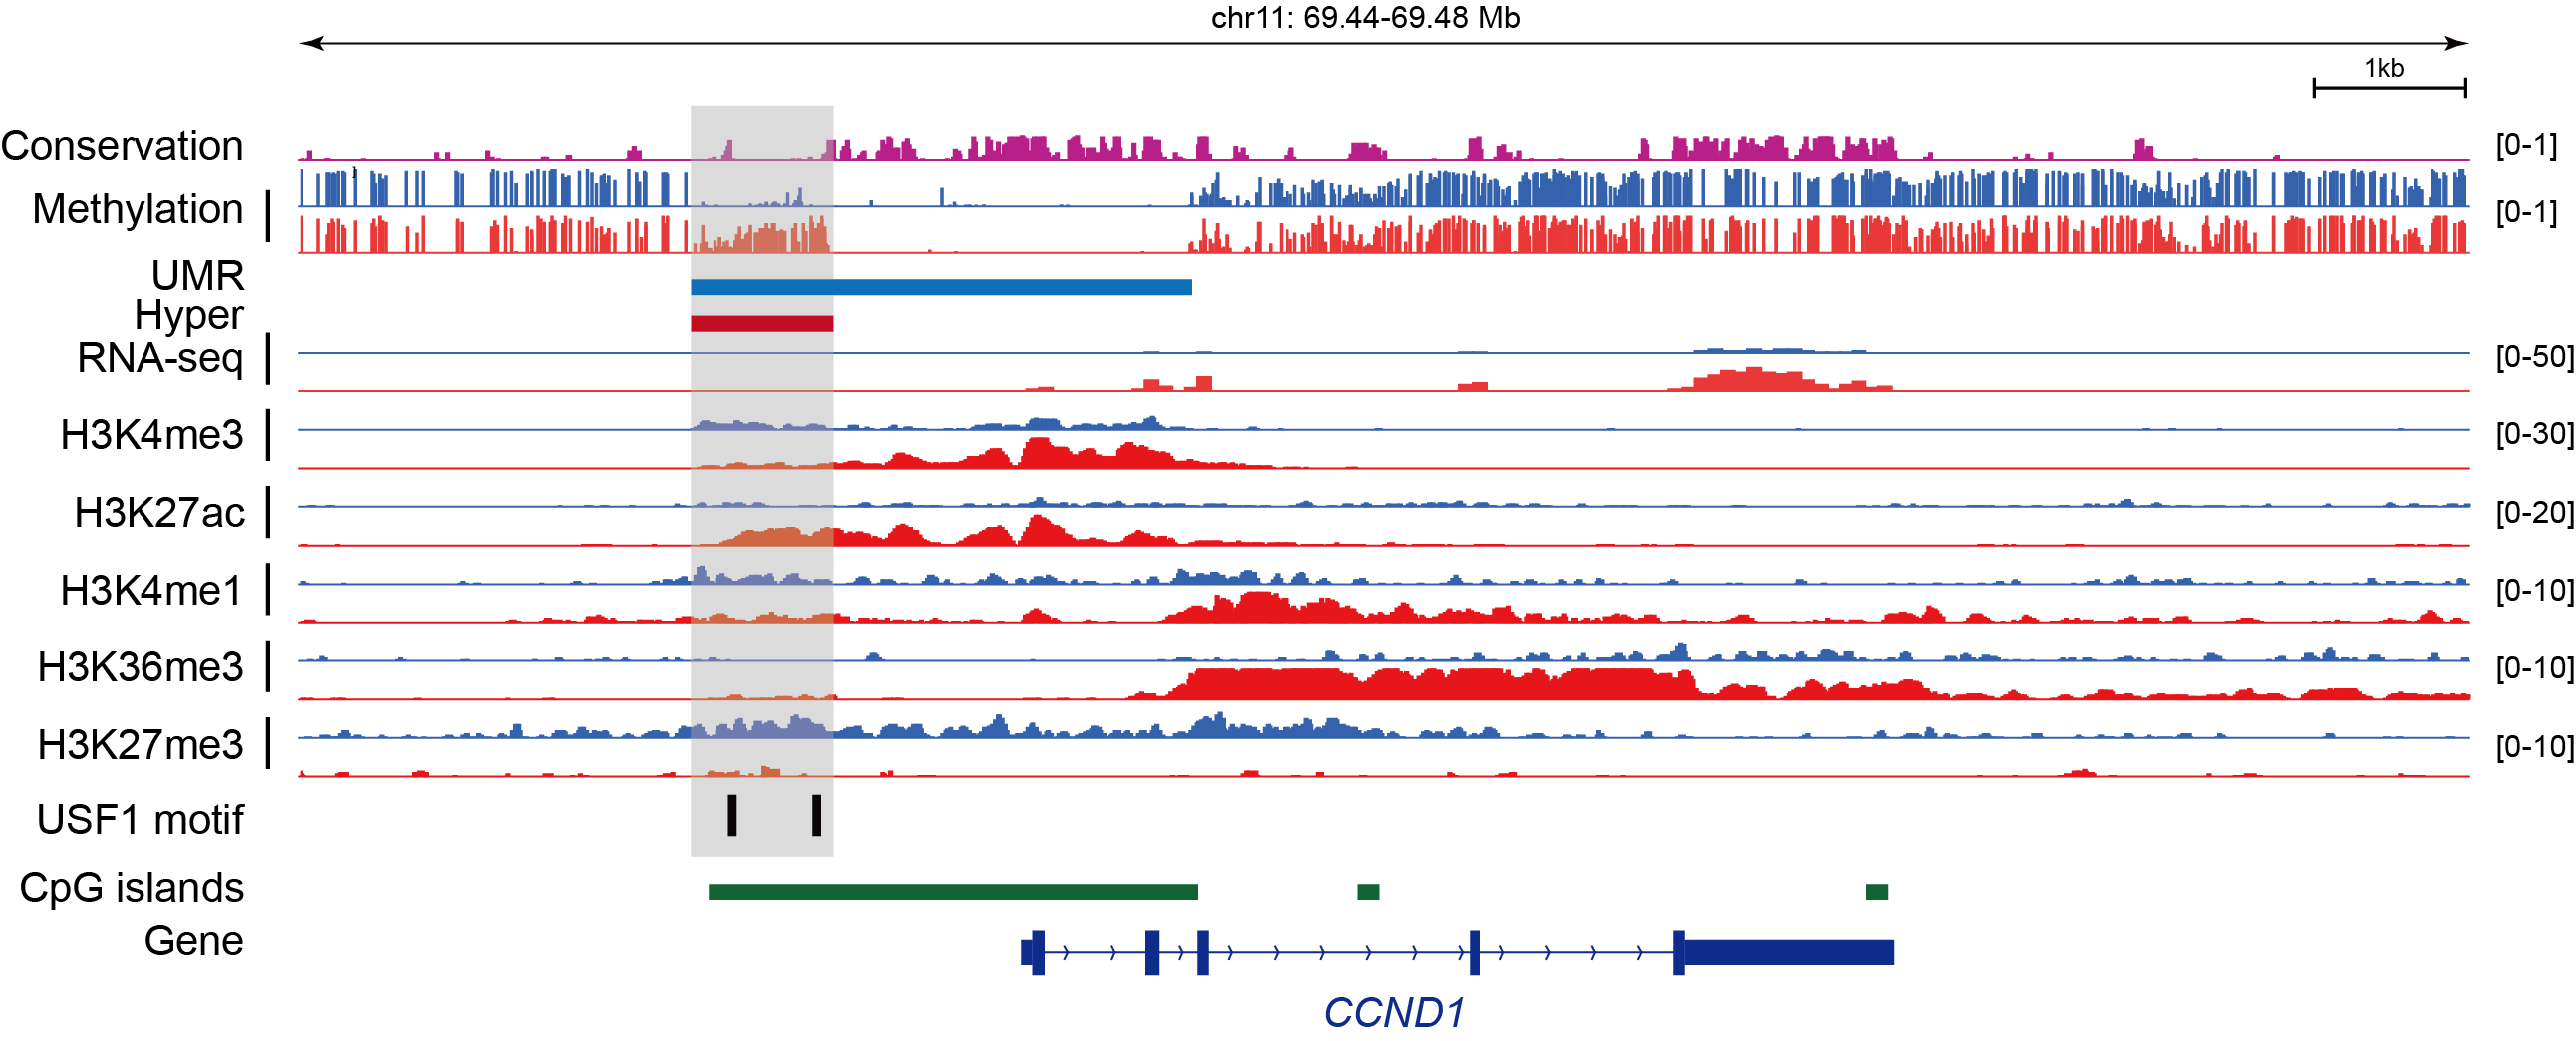 chr11: 69.44-69.48 Mb
1kb
Conservation [0-1]
Methylation [0-1]
UMR
Hyper
RNA-seq [0-50]
H3K4me3 [0-30]
H3K27ac [0-20]
H3K4me1 [0-10]
H3K36me3 [0-10]
H3K27me3 [0-10]
USF1 motif
CpG islands
Gene
CCND1